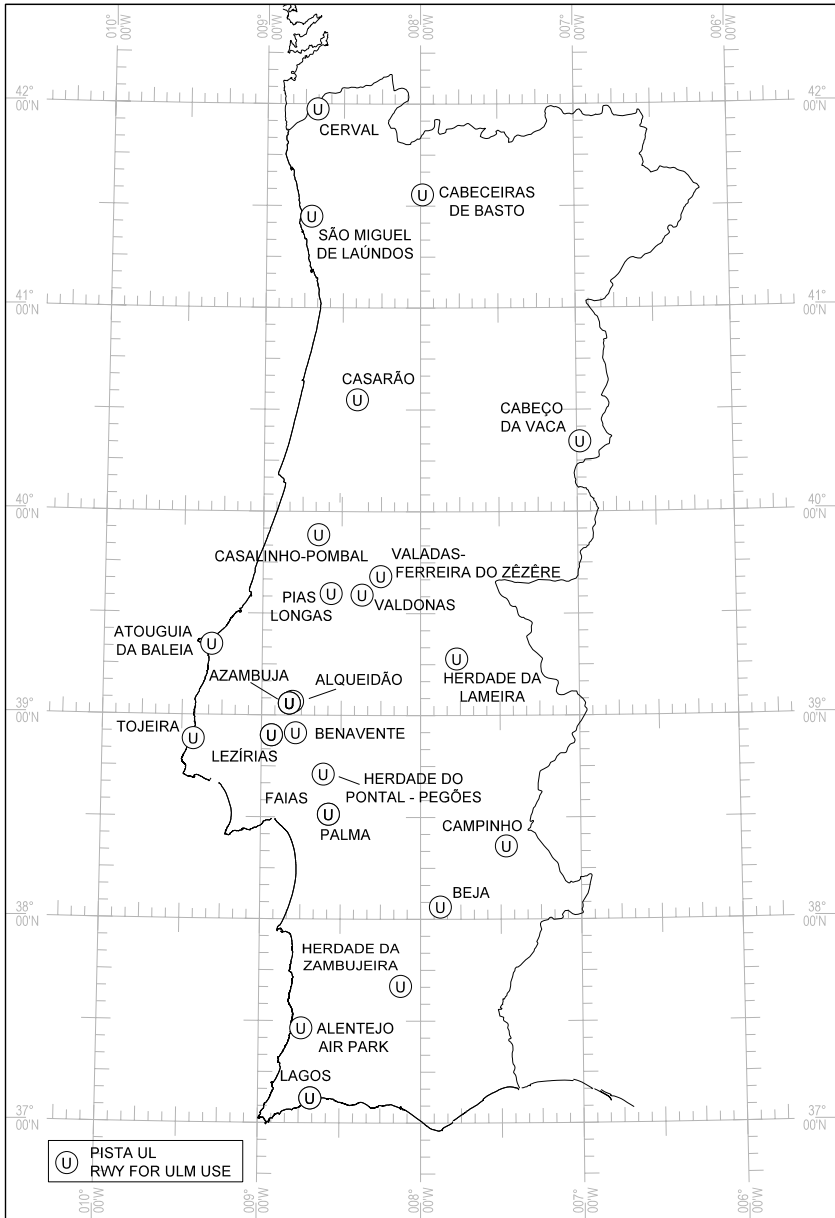 010°
00'W
009°
00'W
008°
00'W
007°
00'W
006°
00'W
42°
00'N
42°
00'N
CERVAL
CABECEIRAS
DE BASTO
SÃO MIGUEL
DE LAÚNDOS
41°
00'N
41°
00'N
CASARÃO
CABEÇO
DA VACA
40°
00'N
40°
00'N
CASALINHO-POMBAL
VALADAS-
FERREIRA DO ZÊZÊRE
PIAS
LONGAS
VALDONAS
ATOUGUIA
DA BALEIA
AZAMBUJA
ALQUEIDÃO
HERDADE DA
LAMEIRA
39°
00'N
39°
00'N
TOJEIRA
LEZÍRIAS
BENAVENTE
HERDADE DO
PONTAL - PEGÕES
FAIAS
PALMA
CAMPINHO
BEJA
38°
00'N
38°
00'N
HERDADE DA
ZAMBUJEIRA
ALENTEJO
AIR PARK
LAGOS
37°
00'N
37°
00'N
U PISTA UL
RWY FOR ULM USE
010°
00'W
009°
00'W
008°
00'W
007°
00'W
006°
00'W